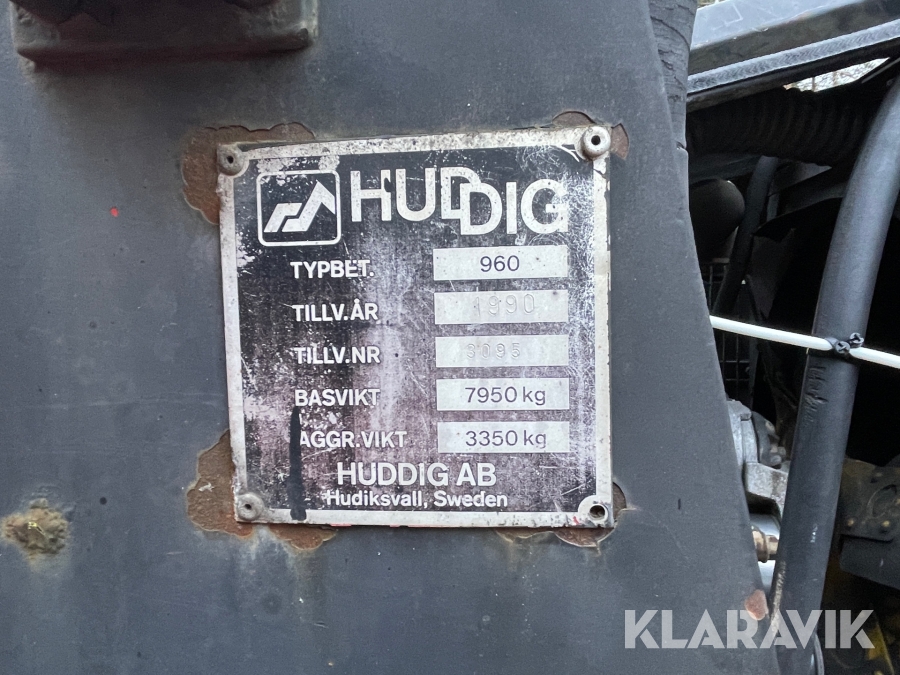 HUDDIG
TYPBET. 960
TILLV.ÅR 1990
TILLV.NR 3095
BASVIKT 7950 kg
AGGR.VIKT 3350 kg
HUDDIG AB
Hudiksvall, Sweden
KLARAVIK